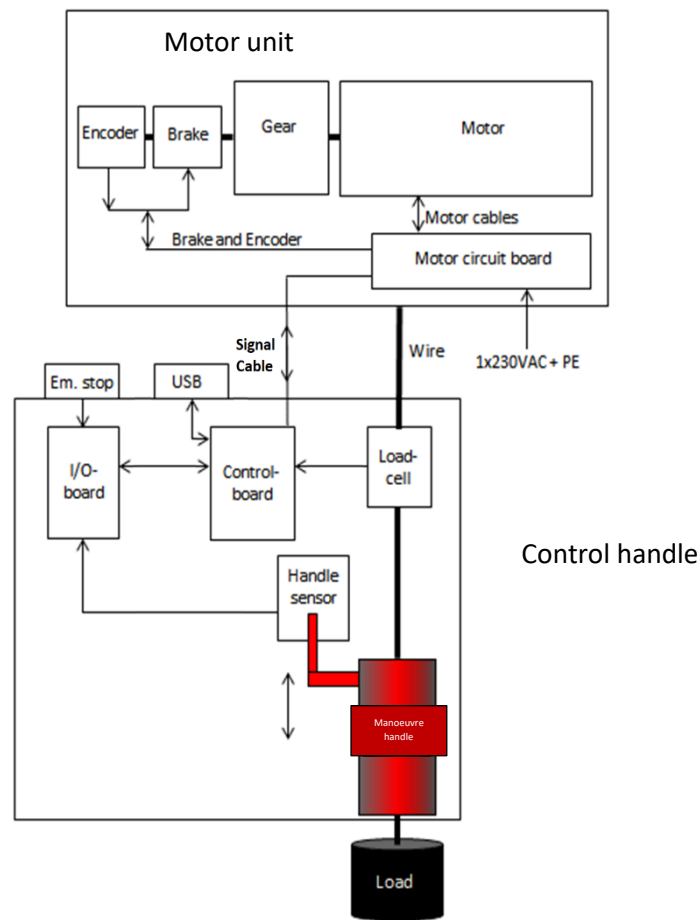 Motor unit
Encoder
Brake
Gear
Motor
Motor cables
Brake and Encoder
Motor circuit board
Signal
Cable
Wire
1x230VAC + PE
Em. stop
USB
I/O-
board
Control-
board
Load-
cell
Control handle
Handle
sensor
Manoeuvre
handle
Load